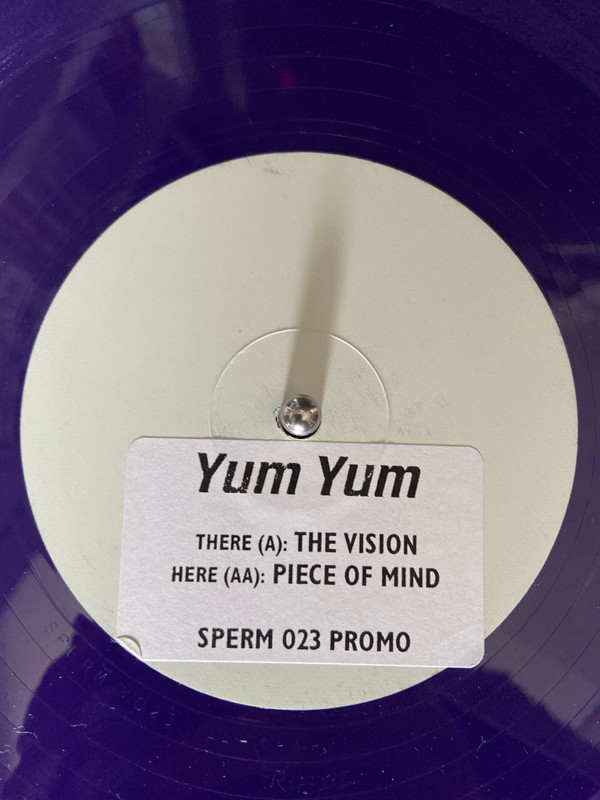 Yum Yum
THERE (A): THE VISION
HERE (AA): PIECE OF MIND
SPERM 023 PROMO